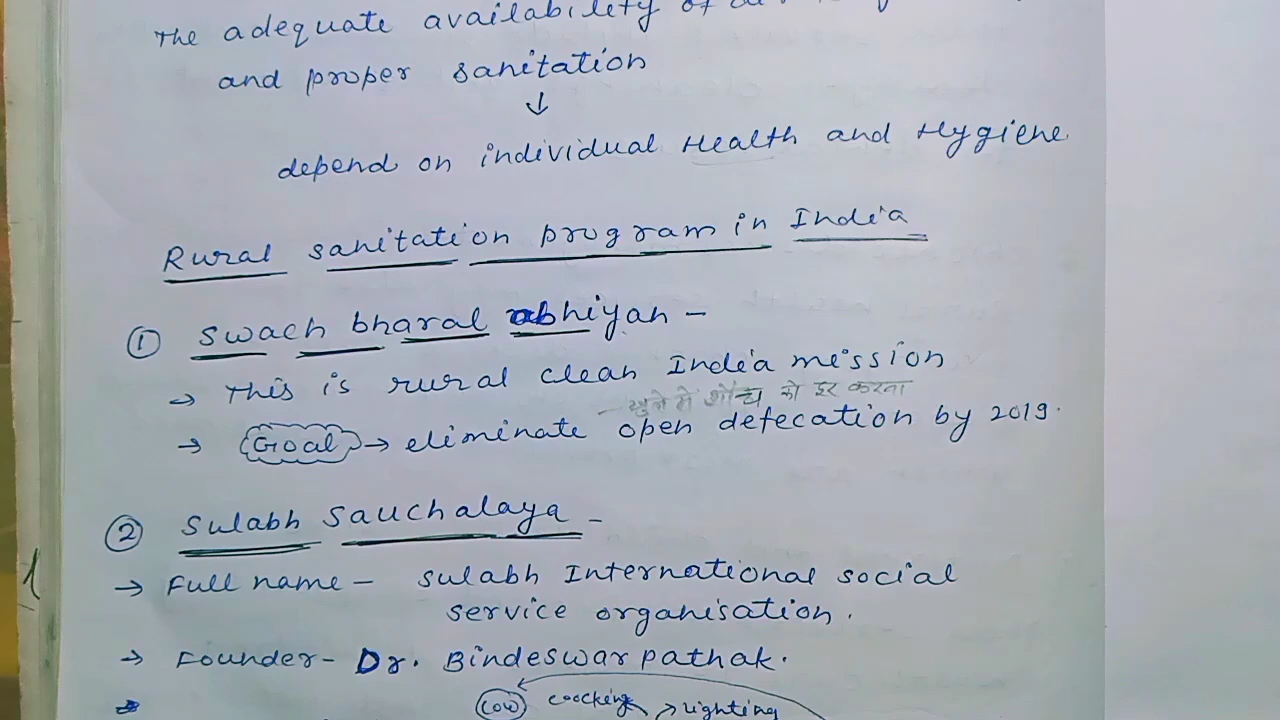 The adequate availability of
and proper sanitation
↓
depend on individual Health and Hygiene
Rural sanitation program in India
① Swach bharat abhiyan –
→ This is rural clean India mission
– खुले में शौच को दूर करना
→ Goal → eliminate open defecation by 2019.
② Sulabh Sauchalaya –
→ Full name – Sulabh International social
service organisation.
→ Founder – Dr. Bindeswar pathak.
→ cow coocking → lighting